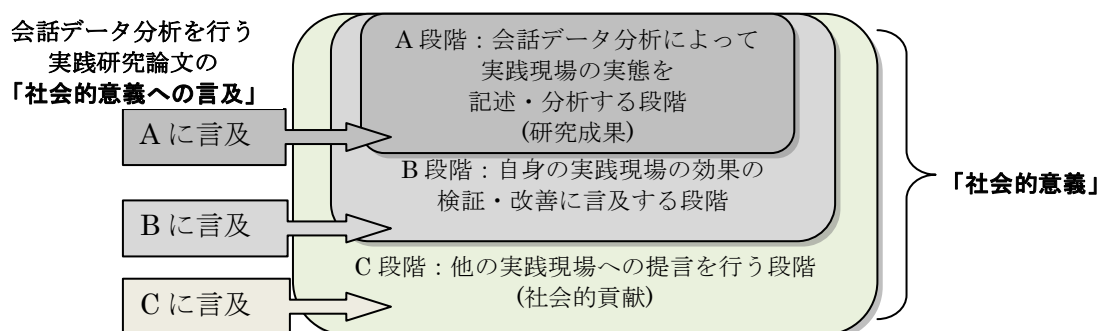 会話データ分析を行う
実践研究論文の
「社会的意義への言及」
Aに言及
Bに言及
Cに言及
A段階：会話データ分析によって
実践現場の実態を
記述・分析する段階
(研究成果)
B段階：自身の実践現場の効果の
検証・改善に言及する段階
C段階：他の実践現場への提言を行う段階
(社会的貢献)
「社会的意義」